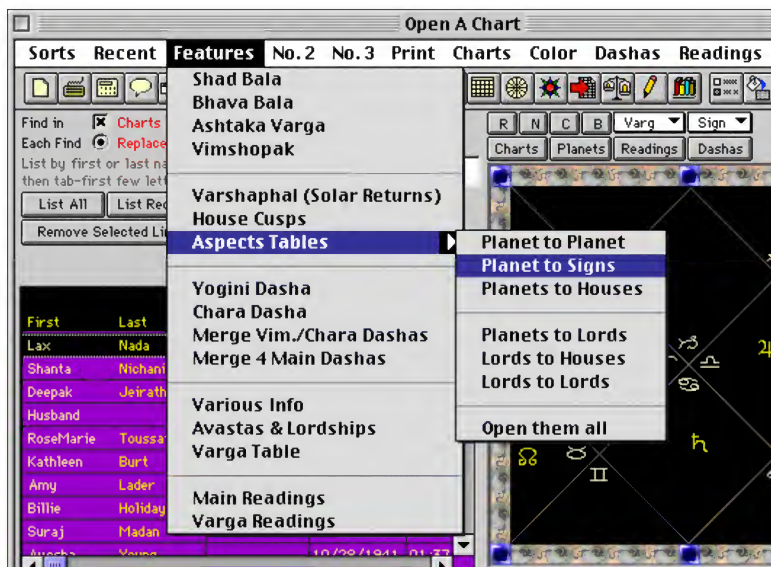 Open A Chart
Sorts Recent Features No.2 No.3 Print Charts Color Dashas Readings
Shad Bala
Bhava Bala
Ashtaka Varga
Vimshopak
Varshaphal (Solar Returns)
House Cusps
Aspects Tables
Yogini Dasha
Chara Dasha
Merge Vim./Chara Dashas
Merge 4 Main Dashas
Various Info
Avastas & Lordships
Varga Table
Main Readings
Varga Readings
Planet to Planet
Planet to Signs
Planets to Houses
Planets to Lords
Lords to Houses
Lords to Lords
Open them all
Find in Charts
Each Find Replace
List by first or last
then tab-first few
List All
Remove Selected
R N C B Varg Sign
Charts Planets Readings Dashas
First Last
Lax Nada
Shanta Nichani
Deepak Jeirath
Husband
RoseMarie
Kathleen Burt
Amy Lader
Billie Holiday
Suraj Madan
10/28/1941 01:37